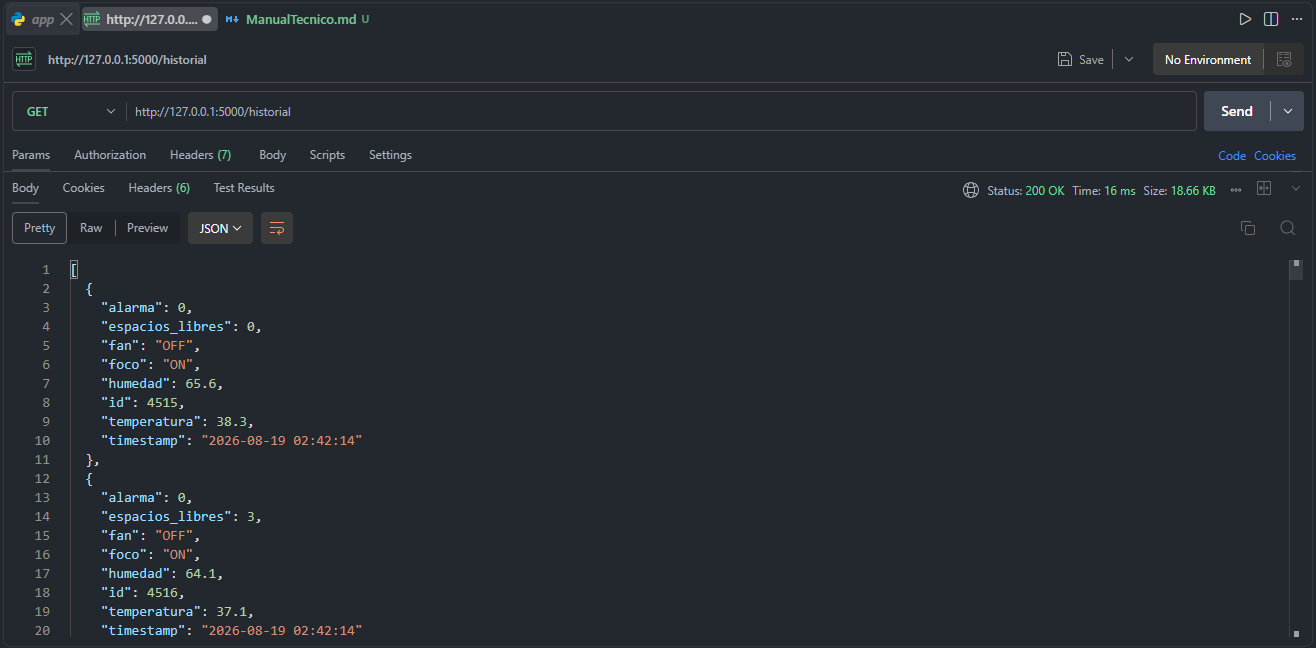 app http://127.0.0.... ManualTecnico.md U
HTTP http://127.0.0.1:5000/historial Save No Environment
GET http://127.0.0.1:5000/historial Send
Params Authorization Headers (7) Body Scripts Settings Code Cookies
Body Cookies Headers (6) Test Results Status: 200 OK Time: 16 ms Size: 18.66 KB
Pretty Raw Preview JSON
1 [
2 {
3 "alarma": 0,
4 "espacios_libres": 0,
5 "fan": "OFF",
6 "foco": "ON",
7 "humedad": 65.6,
8 "id": 4515,
9 "temperatura": 38.3,
10 "timestamp": "2026-08-19 02:42:14"
11 },
12 {
13 "alarma": 0,
14 "espacios_libres": 3,
15 "fan": "OFF",
16 "foco": "ON",
17 "humedad": 64.1,
18 "id": 4516,
19 "temperatura": 37.1,
20 "timestamp": "2026-08-19 02:42:14"